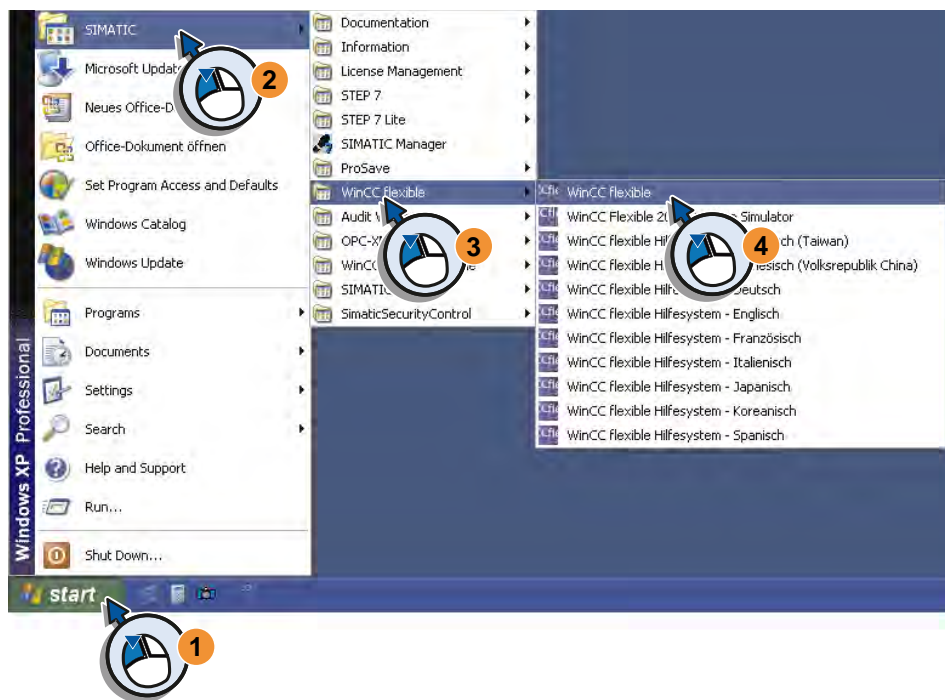 SIMATIC
Microsoft Update
Neues Office-D
Office-Dokument öffnen
Set Program Access and Defaults
Windows Catalog
Windows Update
Programs
Documents
Settings
Search
Help and Support
Run...
Shut Down...
Windows XP Professional
start
1
2
Documentation
Information
License Management
STEP 7
STEP 7 Lite
SIMATIC Manager
ProSave
WinCC flexible
Audit
OPC-X
WinCC
SIMATIC
SimaticSecurityControl
3
WinCC flexible
WinCC Flexible 20 Simulator
WinCC flexible Hilf ch (Taiwan)
WinCC flexible H esisch (Volksrepublik China)
WinCC flexible Hilfe Deutsch
WinCC flexible Hilfesystem - Englisch
WinCC flexible Hilfesystem - Französisch
WinCC flexible Hilfesystem - Italienisch
WinCC flexible Hilfesystem - Japanisch
WinCC flexible Hilfesystem - Koreanisch
WinCC flexible Hilfesystem - Spanisch
4